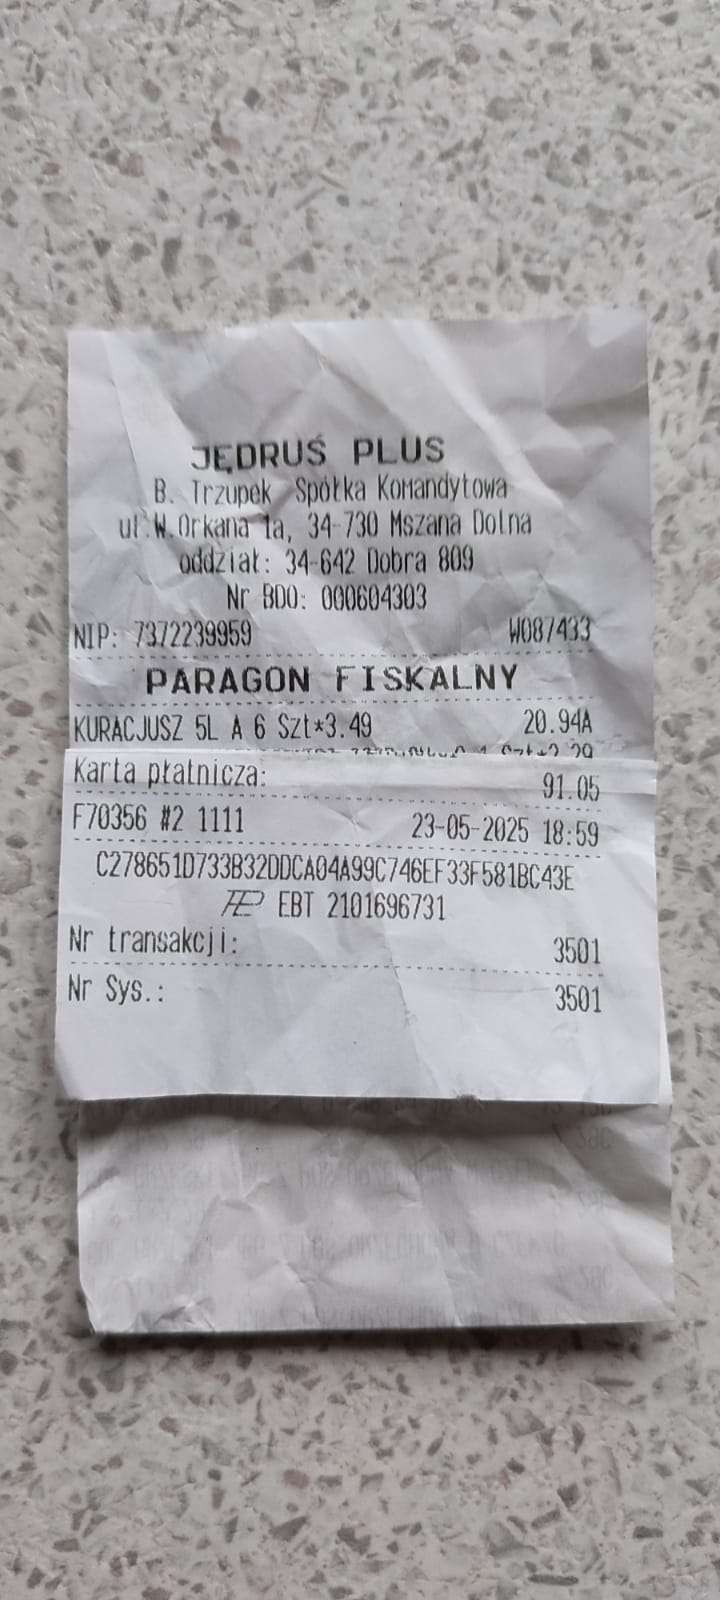 JĘDRUŚ PLUS
B. Trzupek Spółka Komandytowa
ul.W.Orkana 1a, 34-730 Mszana Dolna
oddział: 34-642 Dobra 809
Nr BDO: 000604303
NIP: 7372239959 W087433
PARAGON FISKALNY
KURACJUSZ 5L A 6 Szt*3.49 20.94A
Karta płatnicza: 91.05
F70356 #2 1111 23-05-2025 18:59
C278651D733B32DDCA04A99C746EF33F581BC43E
EBT 2101696731
Nr transakcji: 3501
Nr Sys.: 3501